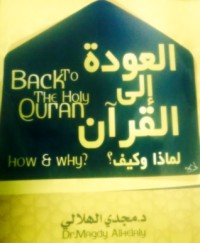 العودة
إلى
القرآن
لماذا وكيف؟
BACK TO
THE HOLY
QURAN
HOW & WHY?
د. مجدي الهلالي
Dr. Magdy AlHelaly